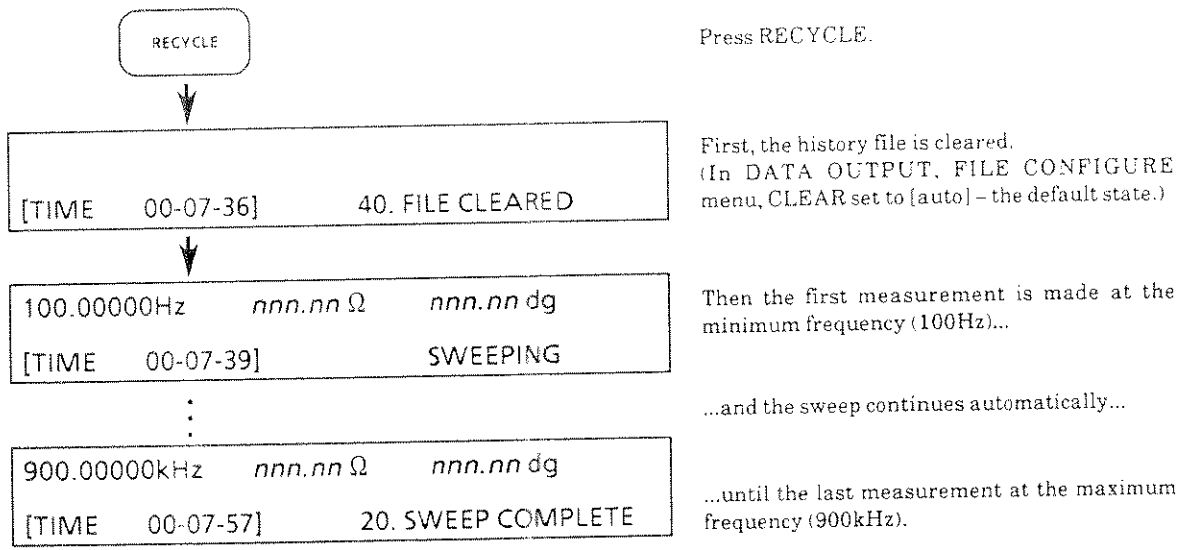 RECYCLE
Press RECYCLE.
[TIME 00-07-36] 40. FILE CLEARED
First, the history file is cleared.
(In DATA OUTPUT, FILE CONFIGURE
menu, CLEAR set to [auto] – the default state.)
100.00000Hz nnn.nn Ω nnn.nn dg
[TIME 00-07-39] SWEEPING
Then the first measurement is made at the
minimum frequency (100Hz)...
...and the sweep continues automatically...
900.00000kHz nnn.nn Ω nnn.nn dg
[TIME 00-07-57] 20. SWEEP COMPLETE
...until the last measurement at the maximum
frequency (900kHz).